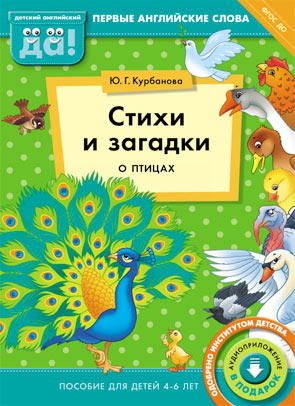 детский английский
ДА!
ПЕРВЫЕ АНГЛИЙСКИЕ СЛОВА
ФГОС ДО
Ю. Г. Курбанова
Стихи
и загадки
О ПТИЦАХ
ОДОБРЕНО ИНСТИТУТОМ ДЕТСТВА
АУДИОПРИЛОЖЕНИЕ
В ПОДАРОК
ПОСОБИЕ ДЛЯ ДЕТЕЙ 4-6 ЛЕТ